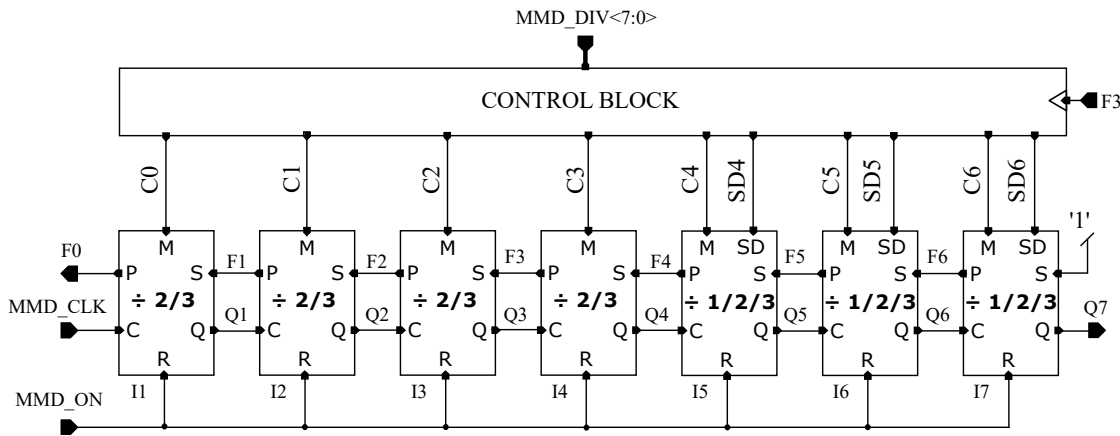 MMD_DIV<7:0>
CONTROL BLOCK
F3
C0
C1
C2
C3
C4
SD4
C5
SD5
C6
SD6
'1'
M
M
M
M
M SD
M SD
M SD
F0
P
S
F1
P
S
F2
P
S
F3
P
S
F4
P
S
F5
P
S
F6
P
S
÷ 2/3
÷ 2/3
÷ 2/3
÷ 2/3
÷ 1/2/3
÷ 1/2/3
÷ 1/2/3
MMD_CLK
C
Q
Q1
C
Q
Q2
C
Q
Q3
C
Q
Q4
C
Q
Q5
C
Q
Q6
C
Q
Q7
R
R
R
R
R
R
R
I1
I2
I3
I4
I5
I6
I7
MMD_ON